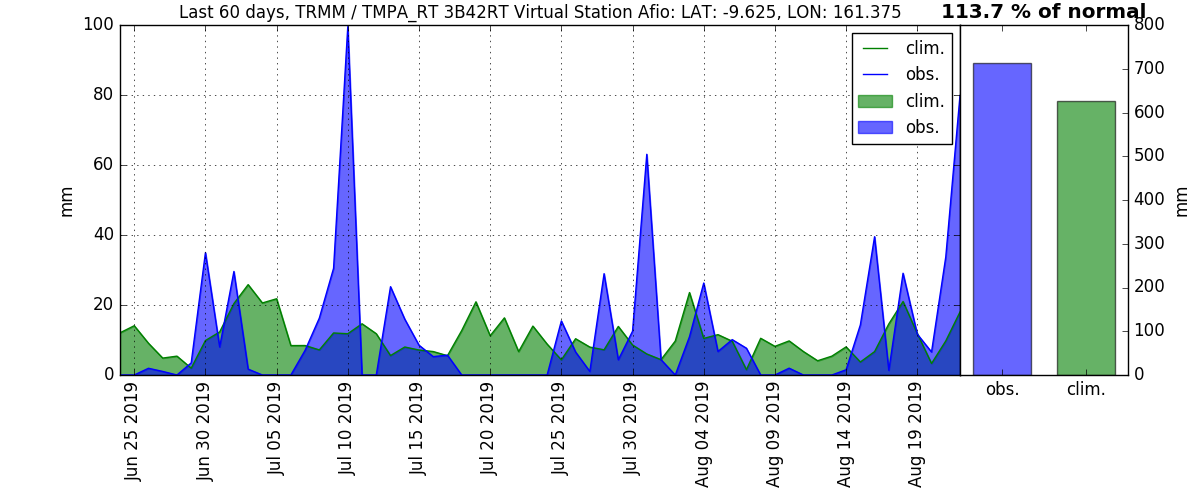 Last 60 days, TRMM / TMPA_RT 3B42RT Virtual Station Afio: LAT: -9.625, LON: 161.375
113.7 % of normal
100
80
60
40
20
0
mm
clim.
obs.
clim.
obs.
800
700
600
500
400
300
200
100
0
mm
Jun 25 2019
Jun 30 2019
Jul 05 2019
Jul 10 2019
Jul 15 2019
Jul 20 2019
Jul 25 2019
Jul 30 2019
Aug 04 2019
Aug 09 2019
Aug 14 2019
Aug 19 2019
obs.
clim.